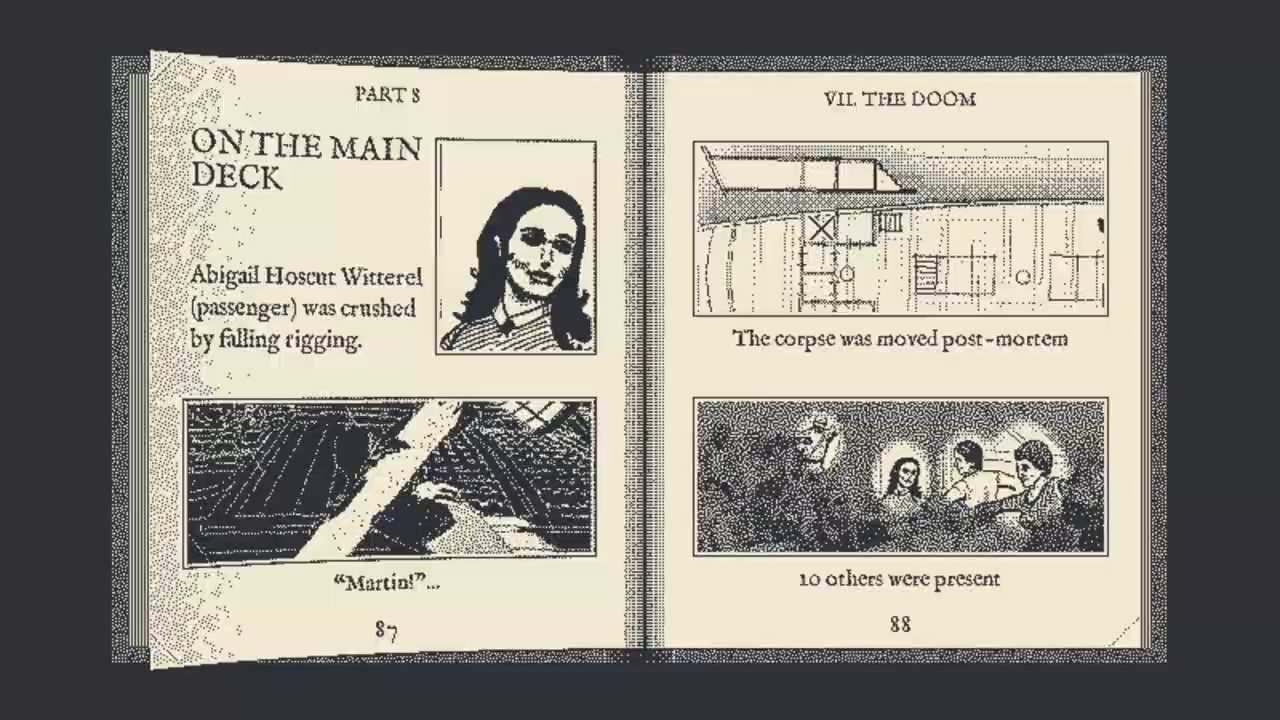 PART 8
ON THE MAIN
DECK
Abigail Hoscut Witterel
(passenger) was crushed
by falling rigging.
“Martin!”...
87
VII. THE DOOM
The corpse was moved post-mortem
10 others were present
88